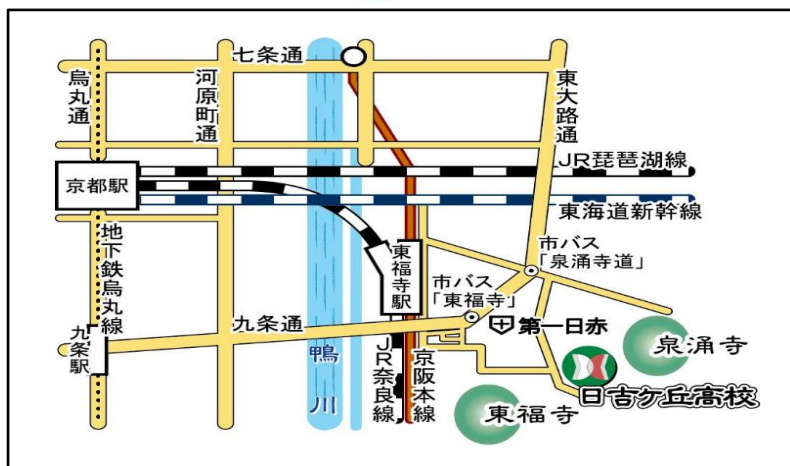 七条通
烏丸通
河原町通
東大路通
JR琵琶湖線
京都駅
東海道新幹線
地下鉄烏丸線
東福寺駅
市バス
「泉涌寺道」
市バス
「東福寺」
九条駅
九条通
第一日赤
泉涌寺
鴨川
JR奈良線
京阪本線
日吉ケ丘高校
東福寺